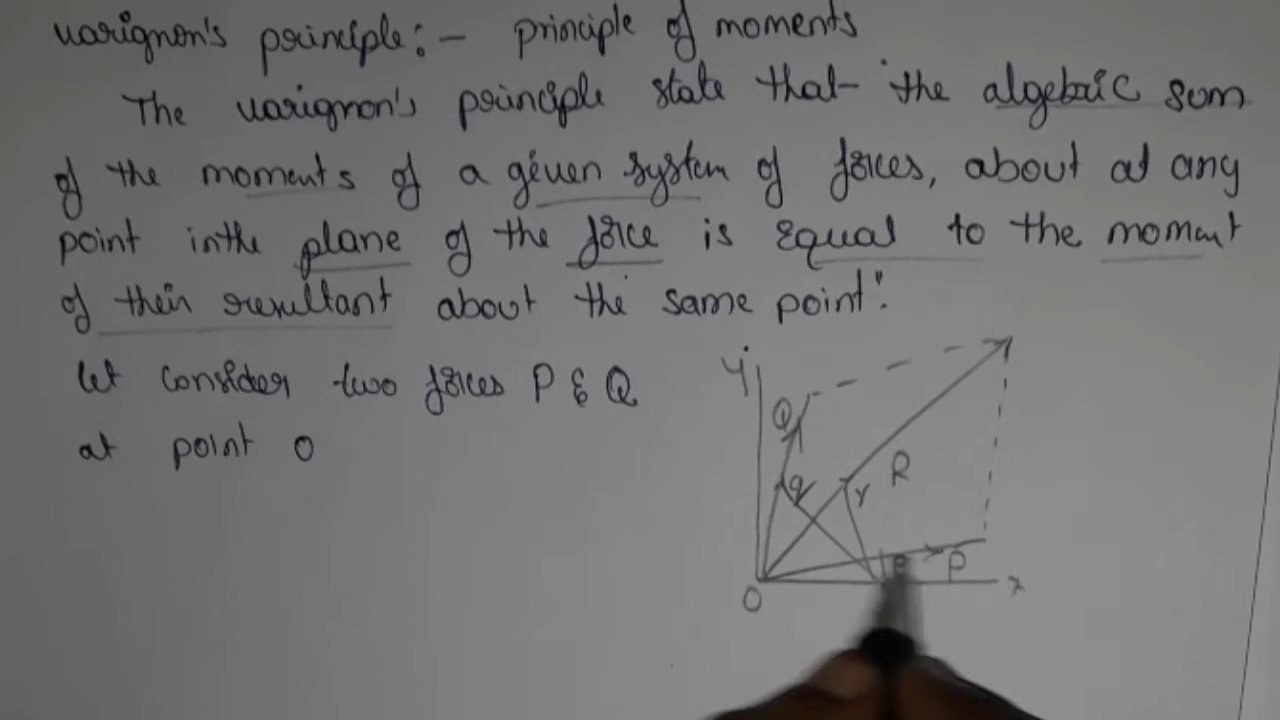 varignon's principle:- principle of moments
The varignon's principle state that "the algebraic sum
of the moments of a given system of forces, about at any
point in the plane of the force is equal to the moment
of their resultant about the same point".
let consider two forces P & Q
at point O
y
Q
q
R
r
P
O
x